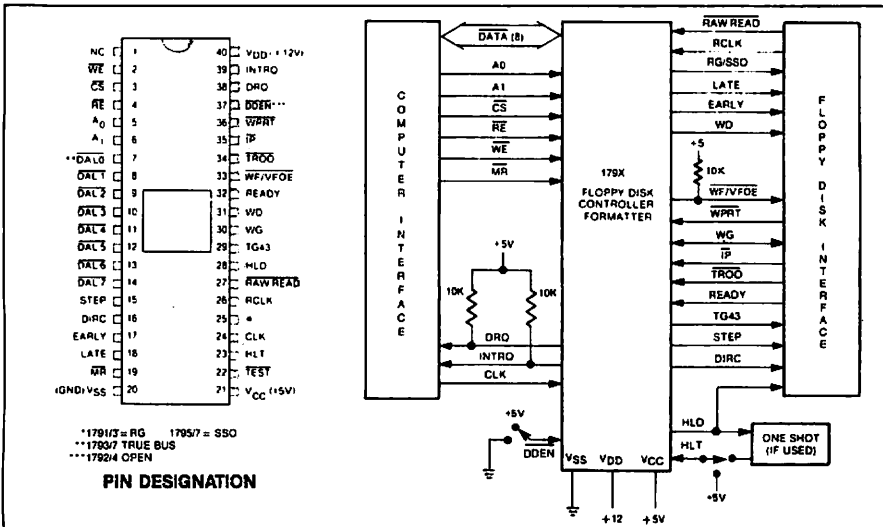 NC 1 40 VDD (+12V)
WE 2 39 INTRQ
CS 3 38 DRQ
RE 4 37 DDEN***
A0 5 36 WPRT
A1 6 35 IP
**DAL0 7 34 TROO
DAL1 8 33 WF/VFOE
DAL2 9 32 READY
DAL3 10 31 WD
DAL4 11 30 WG
DAL5 12 29 TG43
DAL6 13 28 HLD
DAL7 14 27 RAW READ
STEP 15 26 RCLK
DIRC 16 25 *
EARLY 17 24 CLK
LATE 18 23 HLT
MR 19 22 TEST
(GND) VSS 20 21 VCC (+5V)
*1791/3 = RG 1795/7 = SSO
**1793/7 TRUE BUS
***1792/4 OPEN
PIN DESIGNATION
COMPUTER INTERFACE
DATA (8)
A0
A1
CS
RE
WE
MR
+5V
10K
10K
DRQ
INTRQ
CLK
+5V
DDEN
179X
FLOPPY DISK
CONTROLLER
FORMATTER
VSS VDD VCC
+12 +5V
RAW READ
RCLK
RG/SSO
LATE
EARLY
WD
+5
10K
WF/VFOE
WPRT
WG
IP
TROO
READY
TG43
STEP
DIRC
HLD
HLT
+5V
ONE SHOT
(IF USED)
FLOPPY DISK INTERFACE